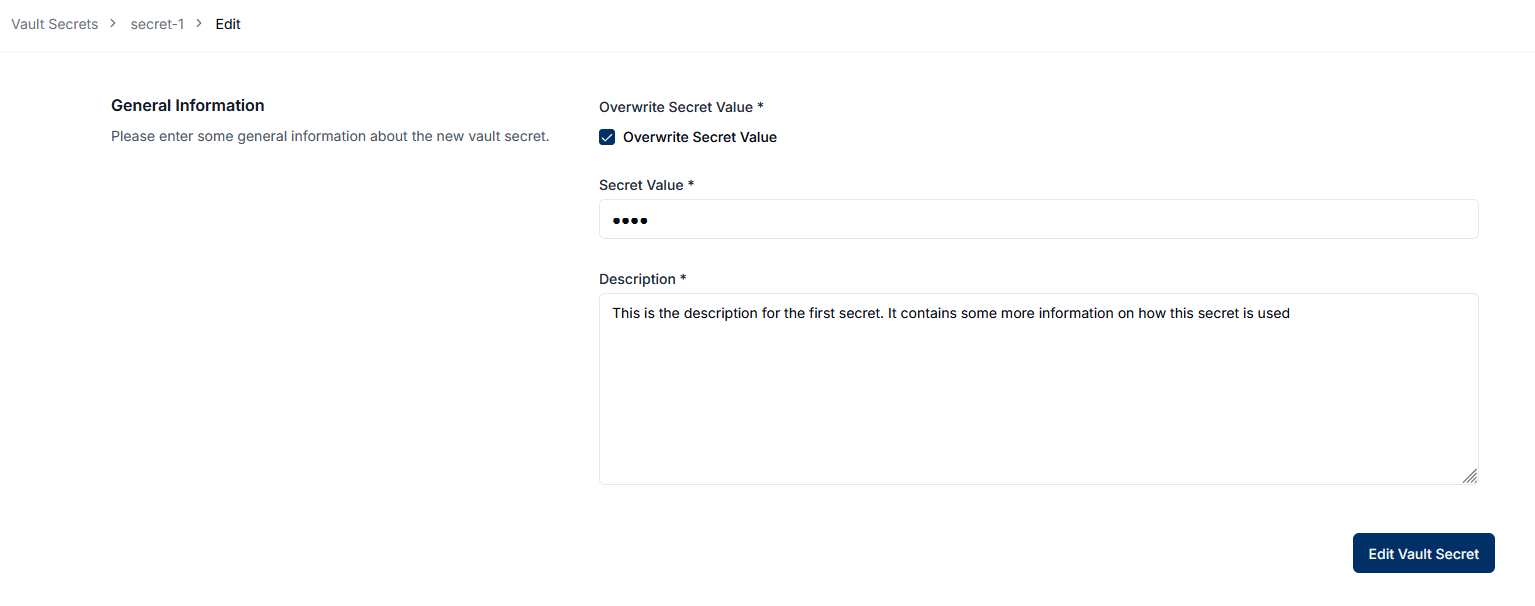 Vault Secrets > secret-1 > Edit
General Information
Please enter some general information about the new vault secret.
Overwrite Secret Value *
Overwrite Secret Value
Secret Value *
••••
Description *
This is the description for the first secret. It contains some more information on how this secret is used
Edit Vault Secret